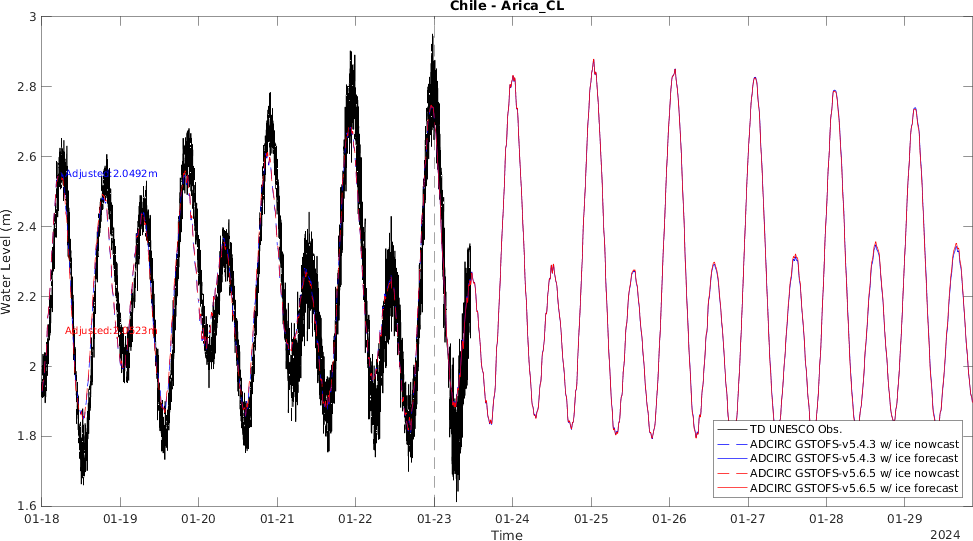 Chile - Arica_CL
Water Level (m)
3
2.8
2.6
2.4
2.2
2
1.8
1.6
Adjusted:2.0492m
TD UNESCO Obs.
ADCIRC GSTOFS-v5.4.3 w/ ice nowcast
ADCIRC GSTOFS-v5.4.3 w/ ice forecast
ADCIRC GSTOFS-v5.6.5 w/ ice nowcast
ADCIRC GSTOFS-v5.6.5 w/ ice forecast
01-18
01-19
01-20
01-21
01-22
01-23
01-24
01-25
01-26
01-27
01-28
01-29
Time
2024